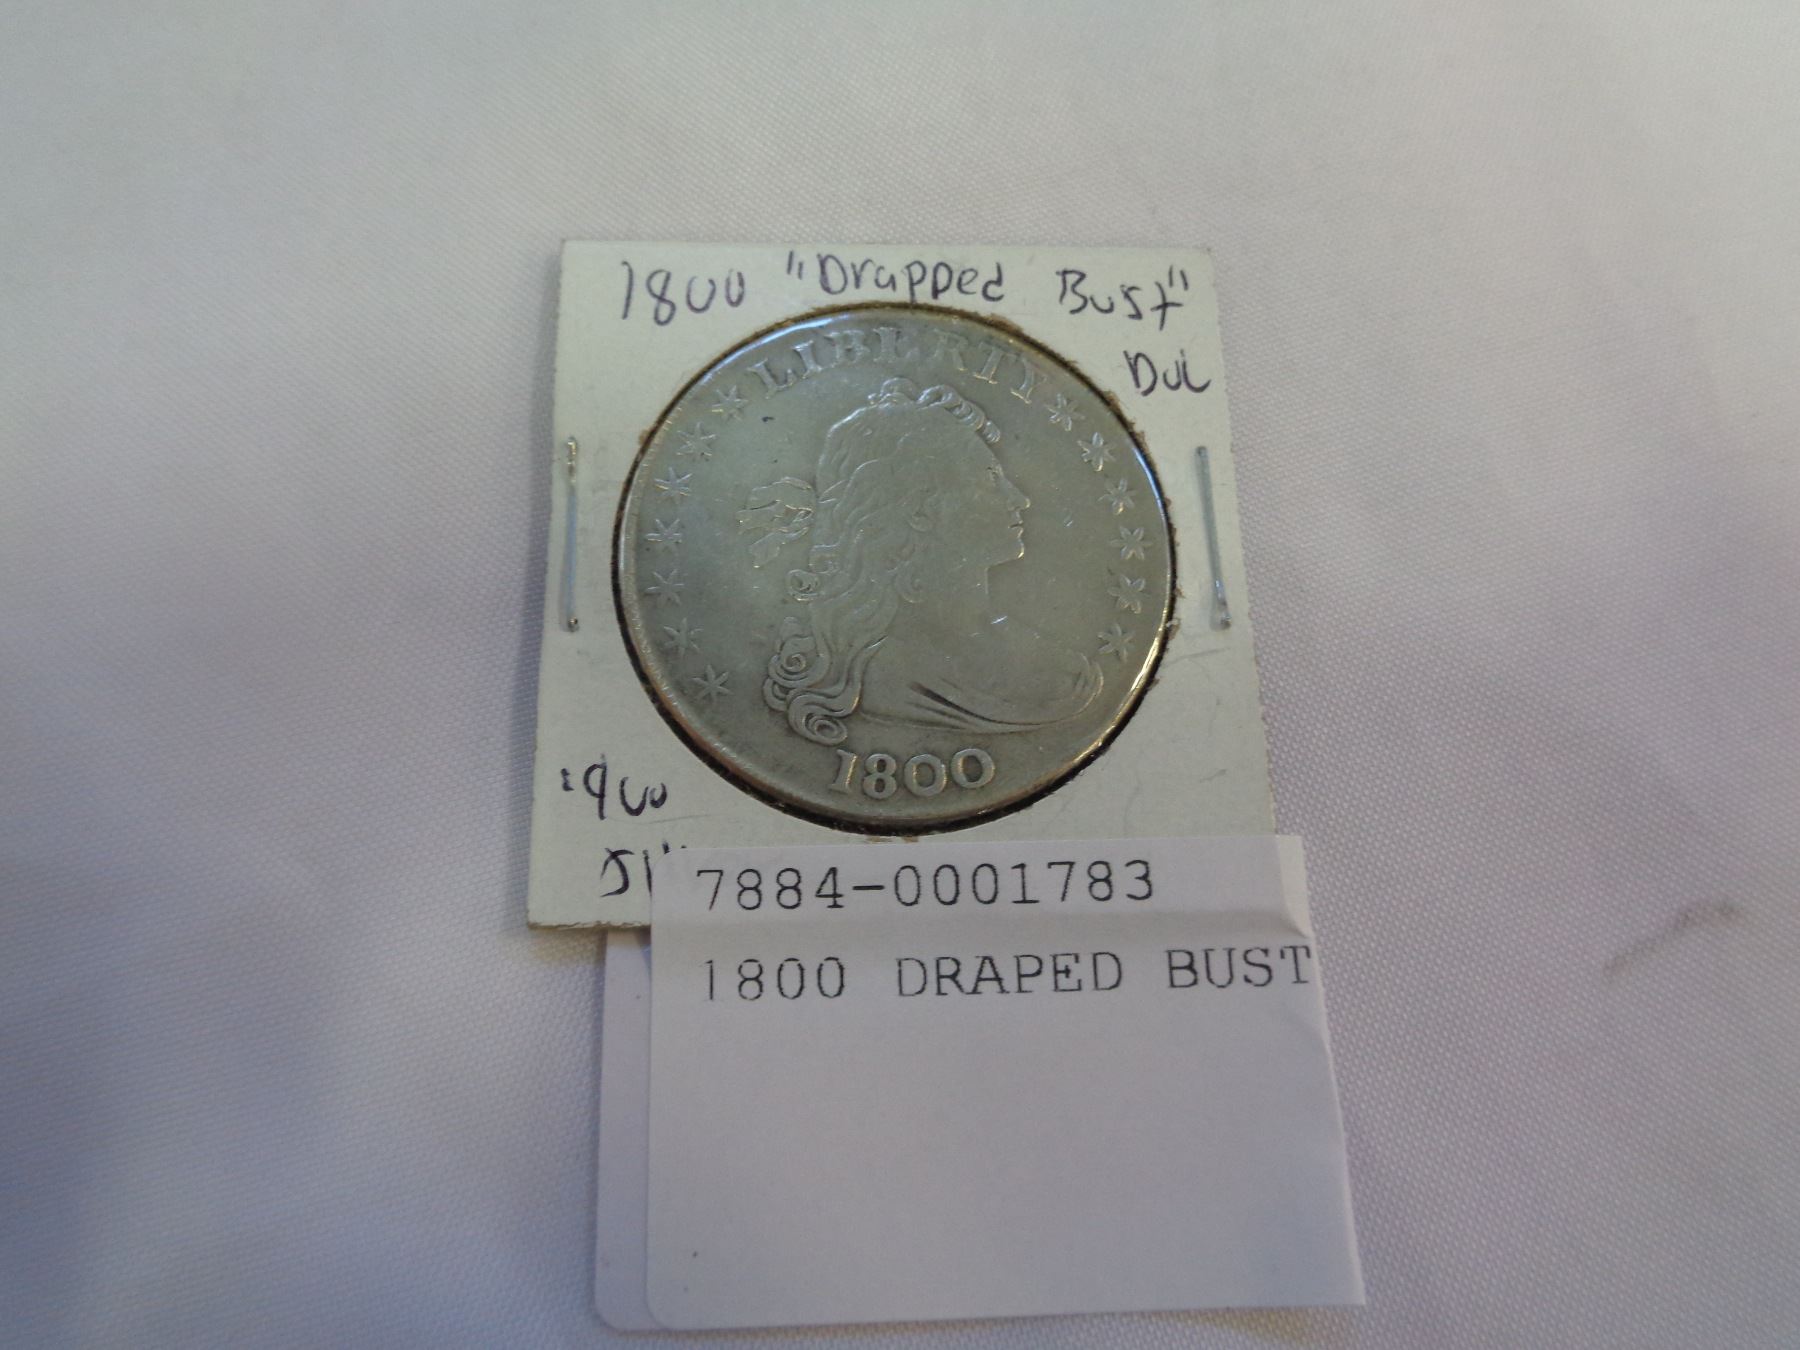 1800 "Drapped Bust"
Dol
LIBERTY
1800
.900
7884-0001783
1800 DRAPED BUST